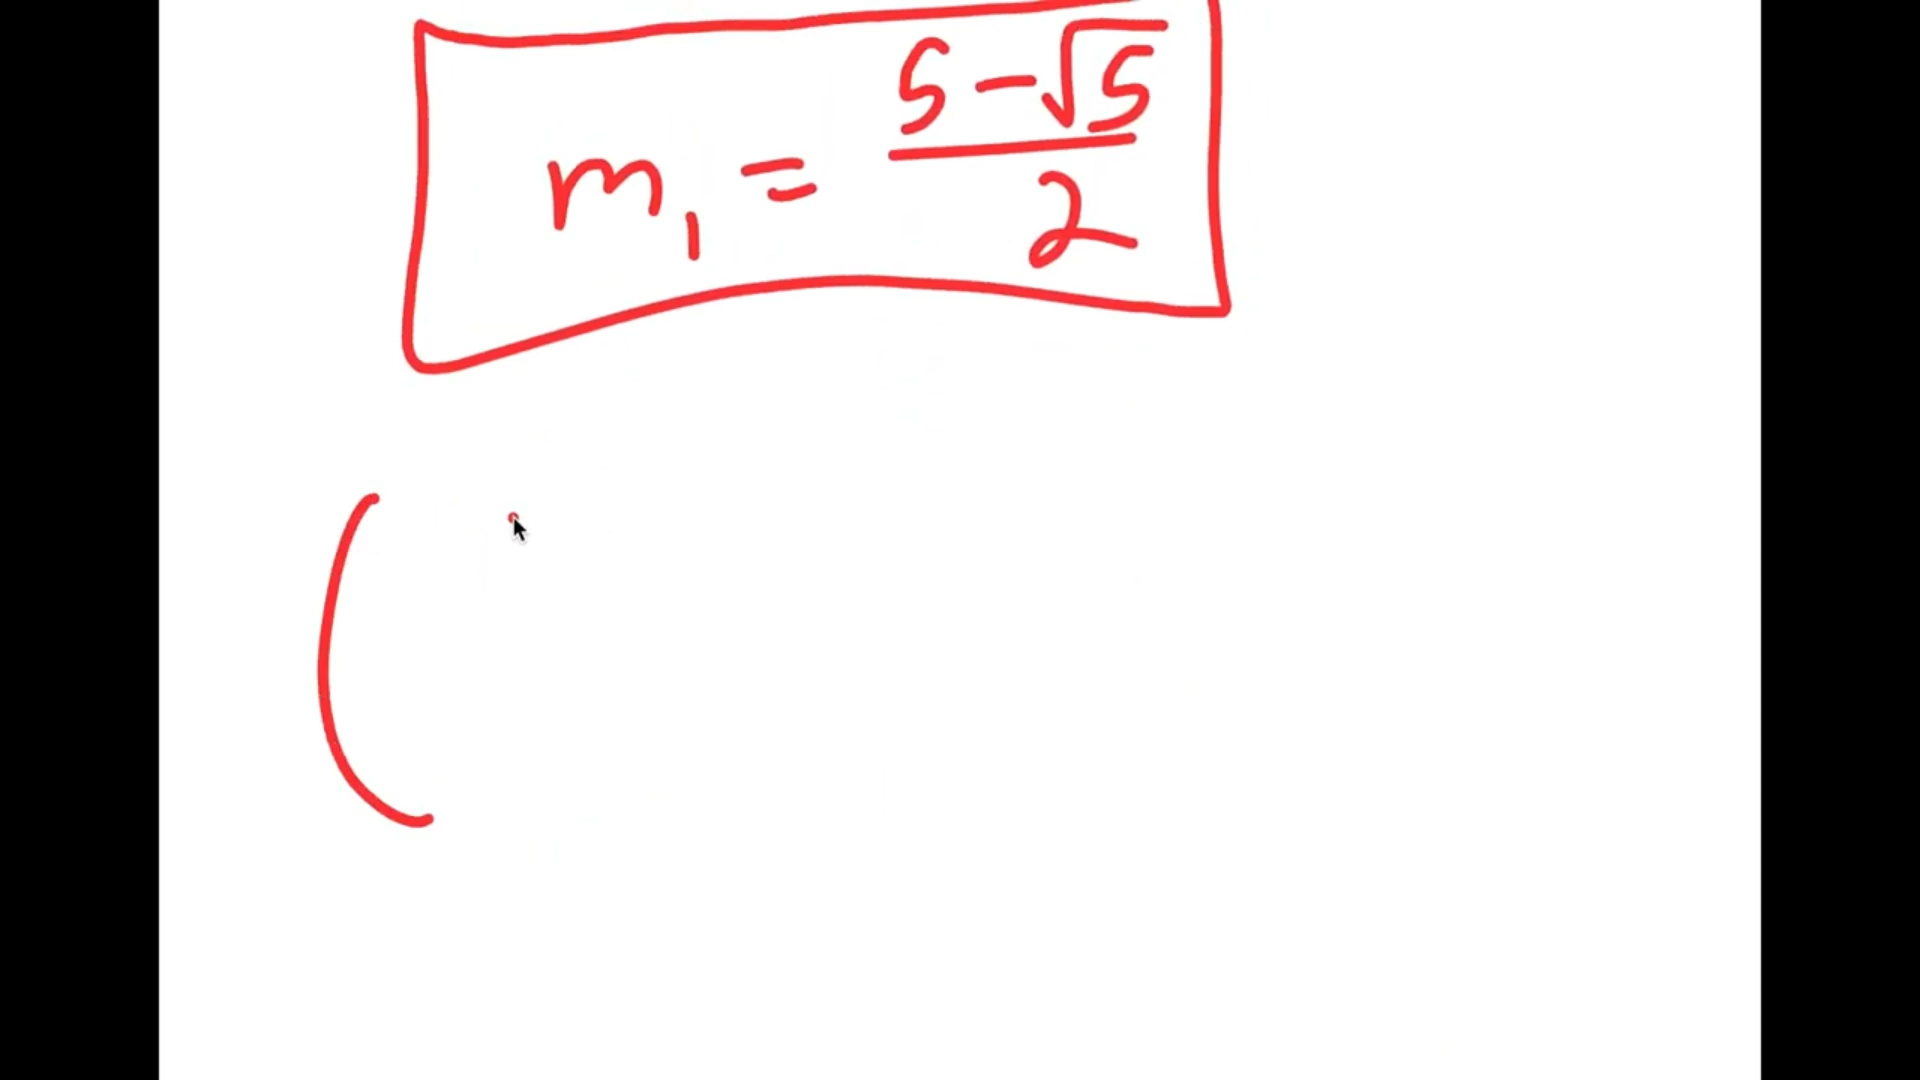 m₁ = (5 - √5) / 2
(